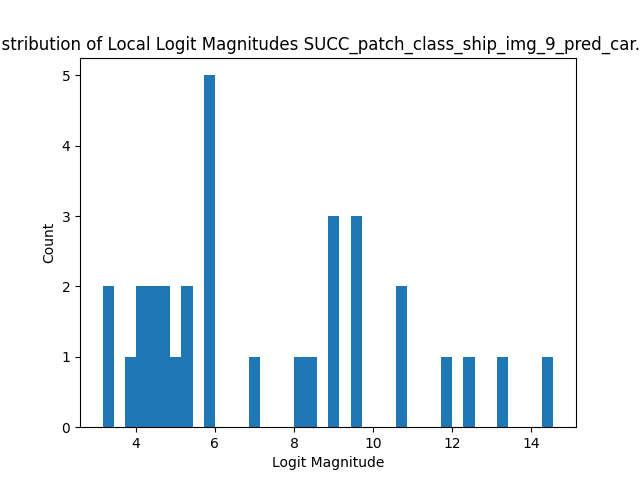 stribution of Local Logit Magnitudes SUCC_patch_class_ship_img_9_pred_car.
5
4
3
2
1
0
Count
4 6 8 10 12 14
Logit Magnitude